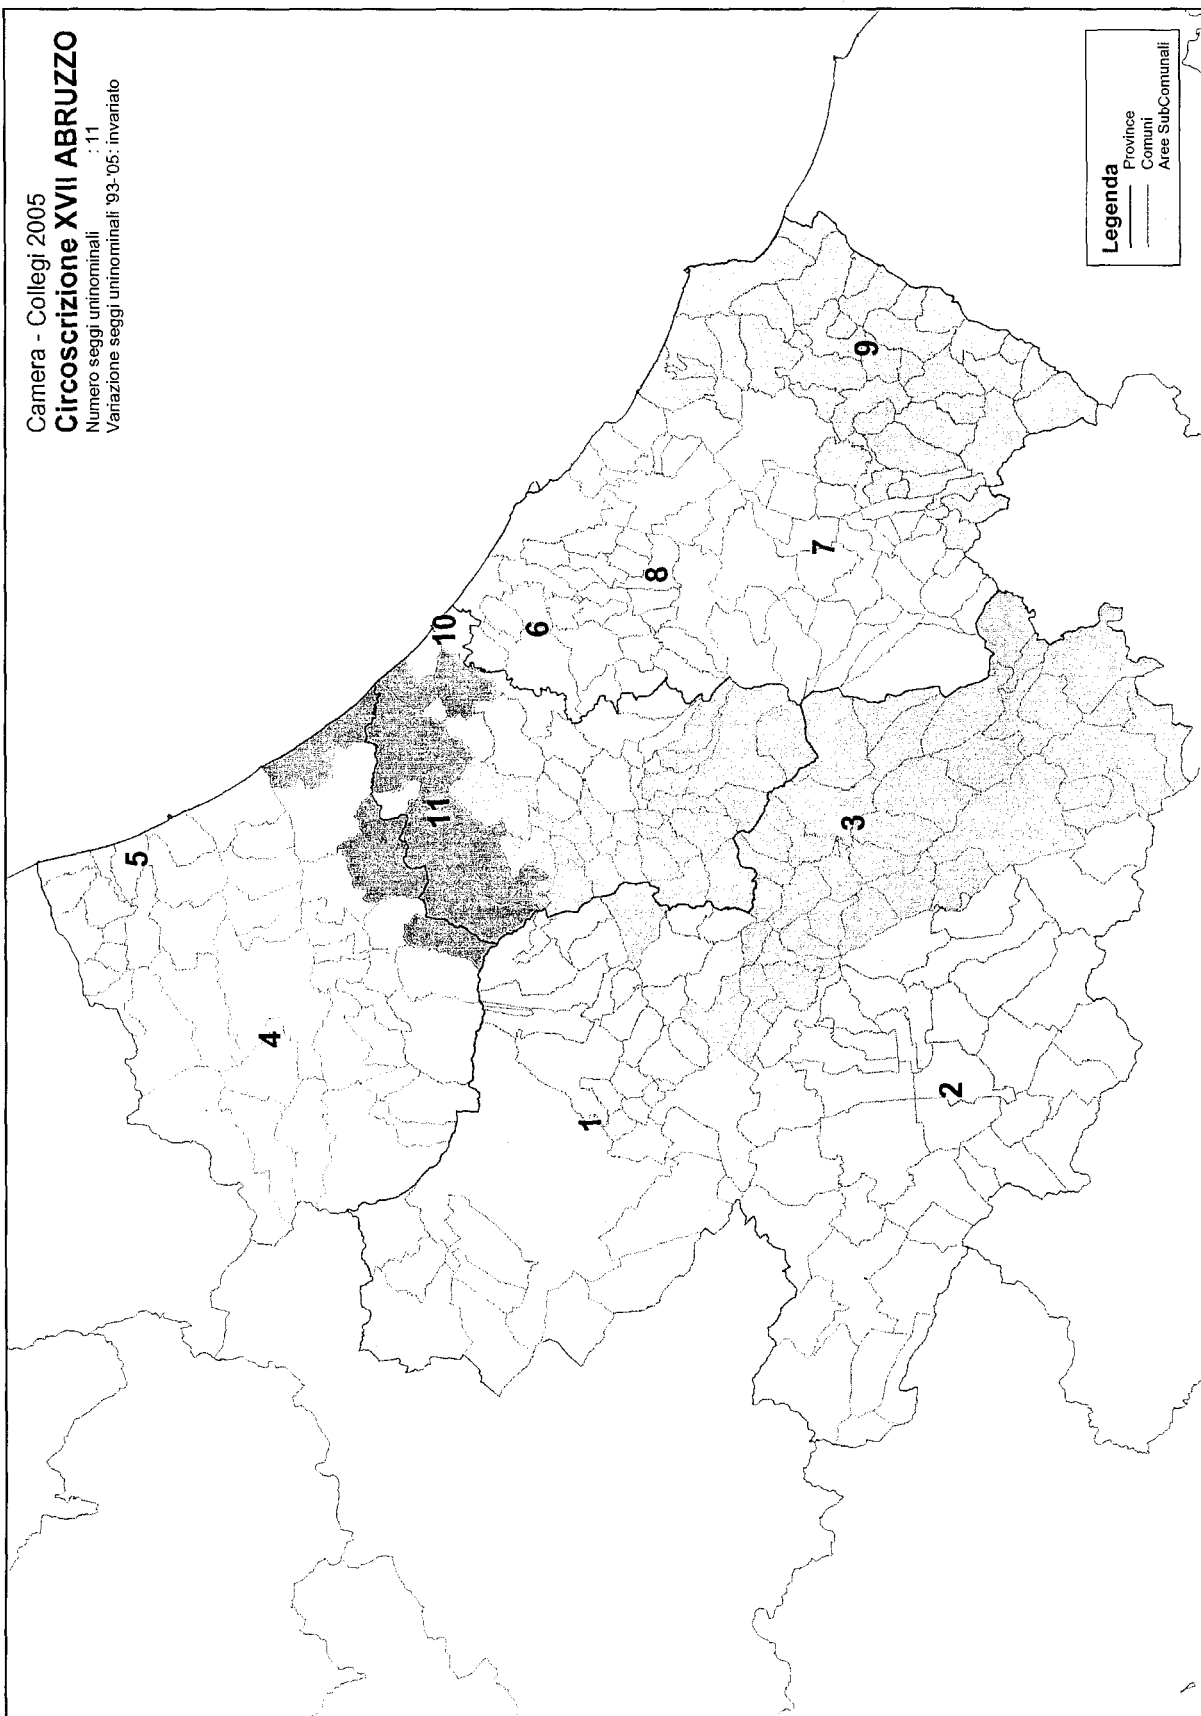 Camera - Collegi 2005
Circoscrizione XVII ABRUZZO
Numero seggi uninominali : 11
Variazione seggi uninominali '93-'05: invariato
5
4
11
10
6
8
1
7
9
3
2
Legenda
Province
Comuni
Aree SubComunali